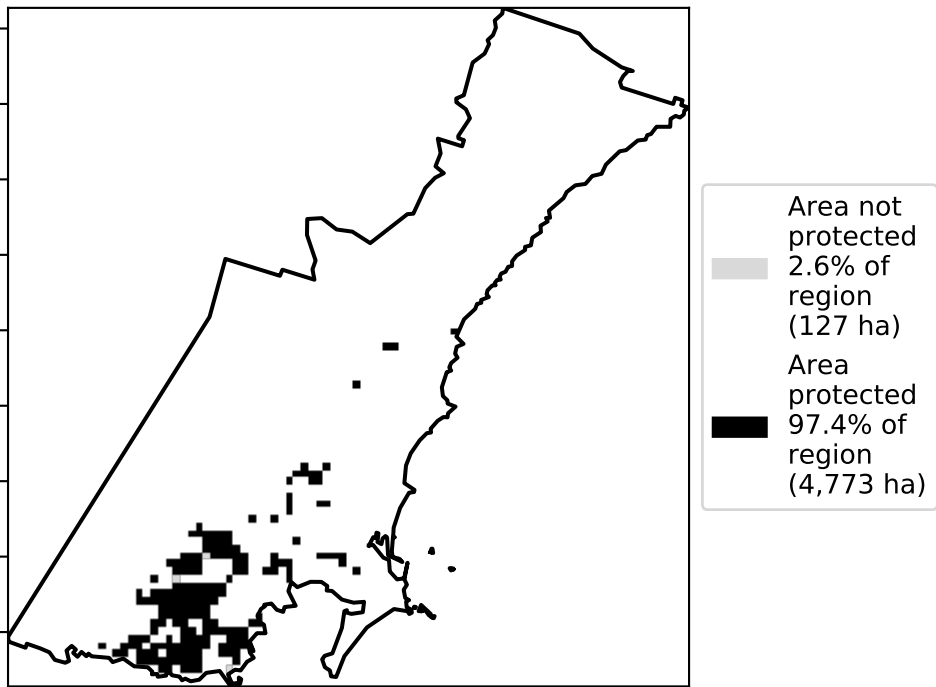 Area not
protected
2.6% of
region
(127 ha)
Area
protected
97.4% of
region
(4,773 ha)